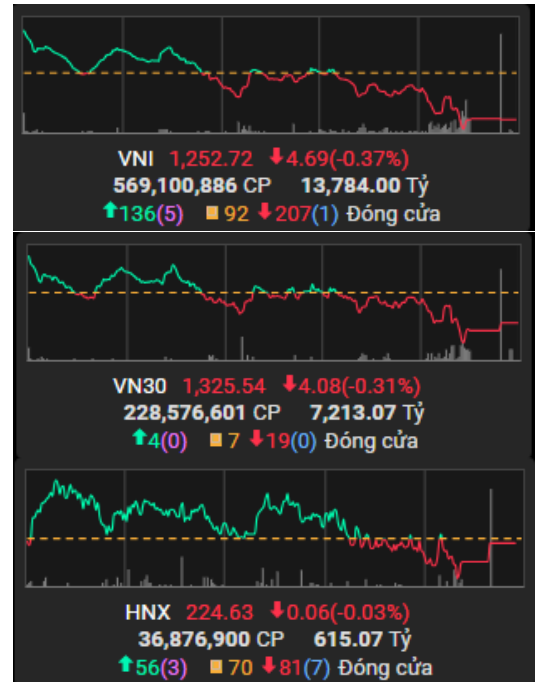 VNI 1,252.72 4.69(-0.37%)
569,100,886 CP 13,784.00 Tỷ
136(5) 92 207(1) Đóng cửa
VN30 1,325.54 4.08(-0.31%)
228,576,601 CP 7,213.07 Tỷ
4(0) 7 19(0) Đóng cửa
HNX 224.63 0.06(-0.03%)
36,876,900 CP 615.07 Tỷ
56(3) 70 81(7) Đóng cửa